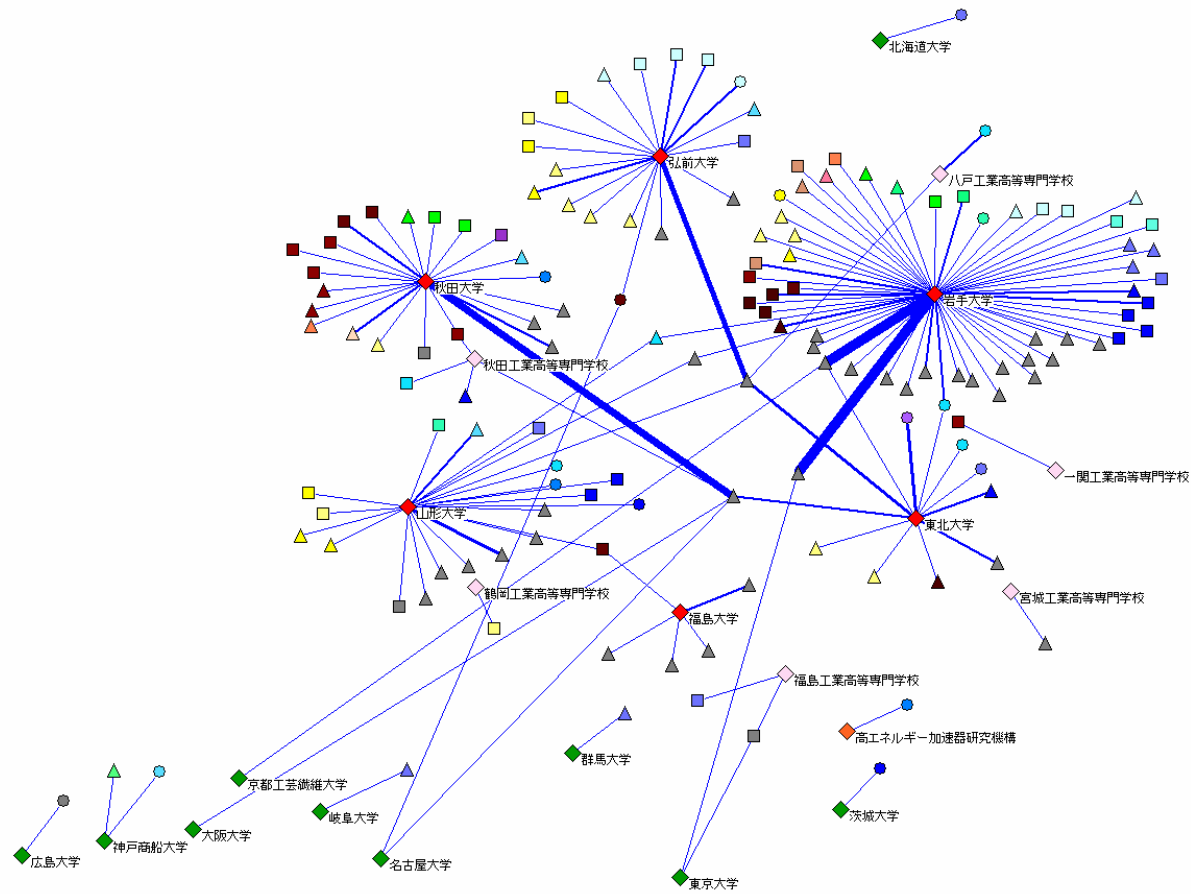 北海道大学
弘前大学
八戸工業高等専門学校
秋田大学
岩手大学
秋田工業高等専門学校
一関工業高等専門学校
山形大学
東北大学
鶴岡工業高等専門学校
宮城工業高等専門学校
福島大学
福島工業高等専門学校
高エネルギー加速器研究機構
群馬大学
京都工芸繊維大学
岐阜大学
茨城大学
大阪大学
神戸商船大学
広島大学
名古屋大学
東京大学